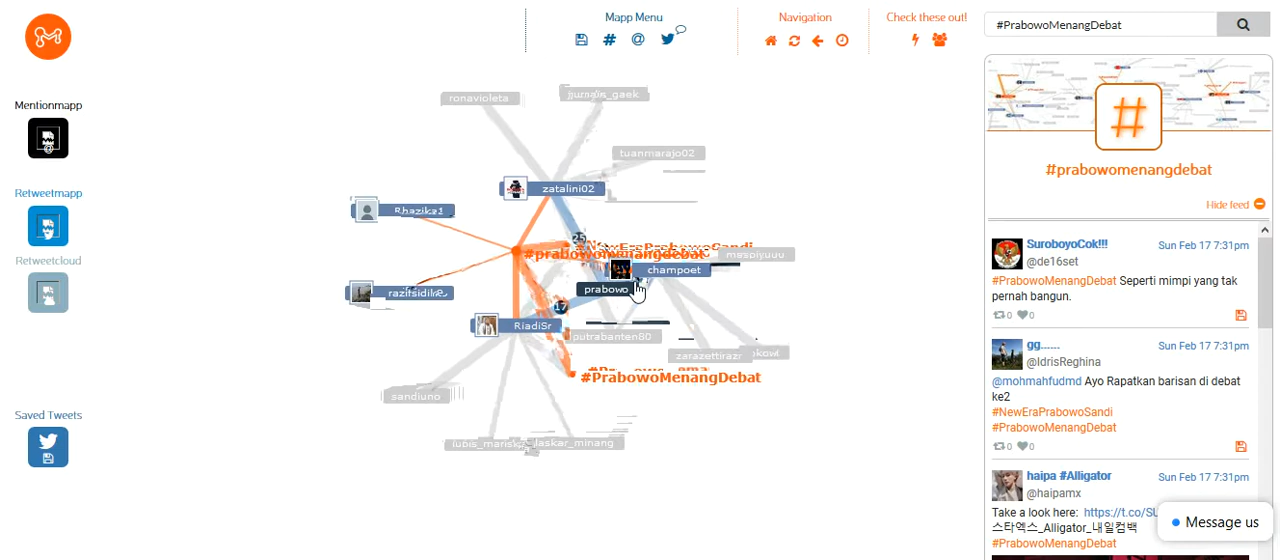 Mapp Menu
Navigation
Check these out!
#PrabowoMenangDebat
Mentionmapp
Retweetmapp
Retweetcloud
Saved Tweets
ronavioleta
tuanmarajo02
zatalini02
25
#NewEraPrabowoSandi
#prabowomenangdebat
champoet
prabowo
17
RiadiSr
putrabanten80
zarazettirazr
#PrabowoMenangDebat
sandiuno
laskar_minang
#prabowomenangdebat
Hide feed
SuroboyoCok!!!
Sun Feb 17 7:31pm
@de16set
#PrabowoMenangDebat Seperti mimpi yang tak
pernah bangun.
0 0
gg......
Sun Feb 17 7:31pm
@IdrisReghina
@mohmahfudmd Ayo Rapatkan barisan di debat
ke2
#NewEraPrabowoSandi
#PrabowoMenangDebat
0 0
haipa #Alligator
Sun Feb 17 7:31pm
@haipamx
Take a look here: https://t.co/SU
스타엑스_Alligator_내일컴백
#PrabowoMenangDebat
Message us